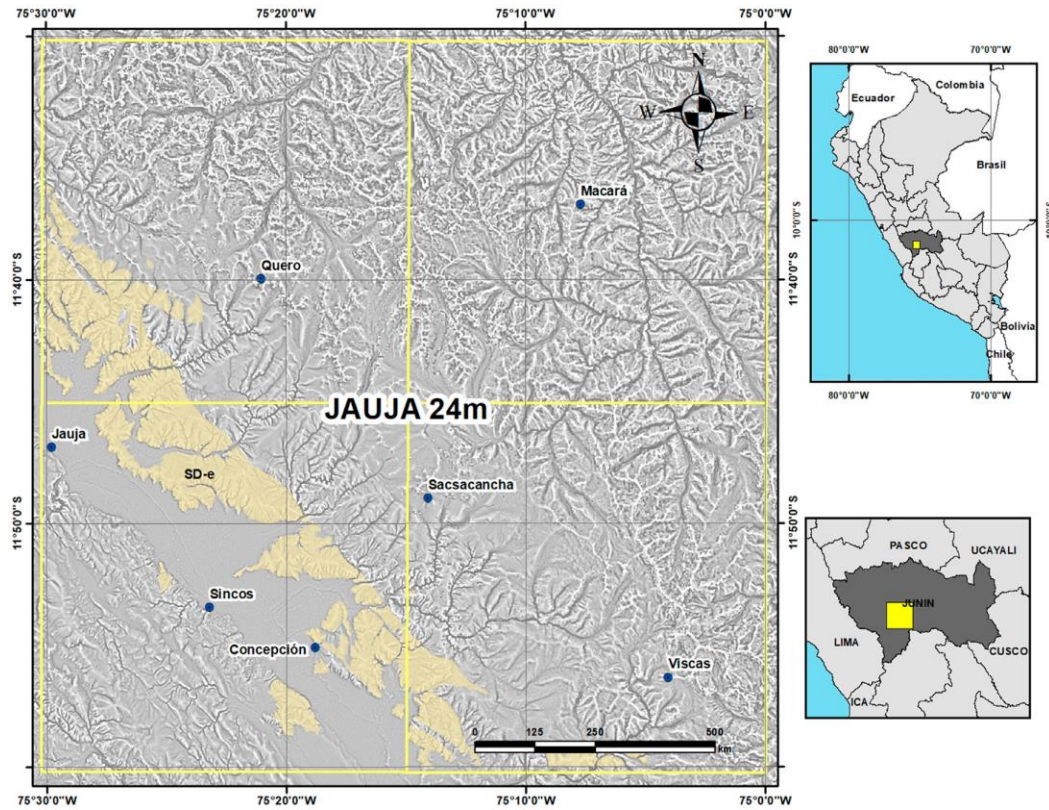 75°30'0"W 75°20'0"W 75°10'0"W 75°0'0"W
N
W E
S
Macará
Quero
11°40'0"S 11°40'0"S
JAUJA 24m
Jauja
SD-e
Sacsacancha
11°50'0"S 11°50'0"S
Sincos
Concepción
Viscas
0 125 250 500
km
75°30'0"W 75°20'0"W 75°10'0"W 75°0'0"W
80°0'0"W 70°0'0"W
Colombia
Ecuador
Brasil
10°0'0"S
Bolivia
Chile
80°0'0"W 70°0'0"W
PASCO
UCAYALI
JUNIN
LIMA
CUSCO
ICA